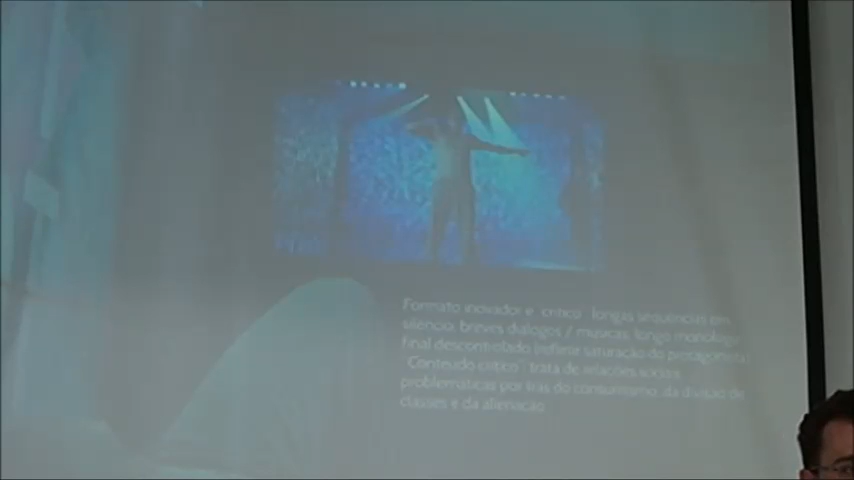 Formato inovador e "crítico" longas sequências em
silêncio, breves diálogos / músicas, longo monólogo
final descontrolado (refletir saturação do protagonista)
"Conteúdo crítico": trata de relações sociais
problemáticas por trás do consumismo, da divisão de
classes e da alienação